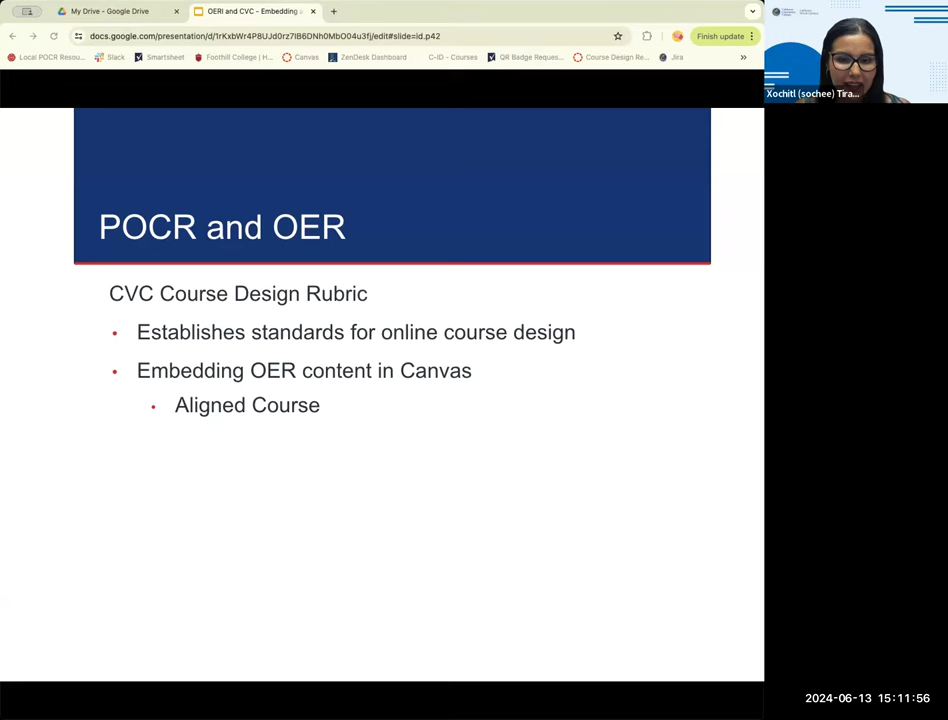 My Drive - Google Drive
OERI and CVC - Embedding a
docs.google.com/presentation/d/1rKxbWr4P8UJd0rz7IB6DNh0MbO04u3fj/edit#slide=id.p42
Finish update
Local POCR Resou...
Slack
Smartsheet
Foothill College | H...
Canvas
ZenDesk Dashboard
C-ID - Courses
QR Badge Reques...
Course Design Re...
Jira
»
Xochitl (sochee) Tira...
POCR and OER
CVC Course Design Rubric
• Establishes standards for online course design
• Embedding OER content in Canvas
• Aligned Course
2024-06-13 15:11:56